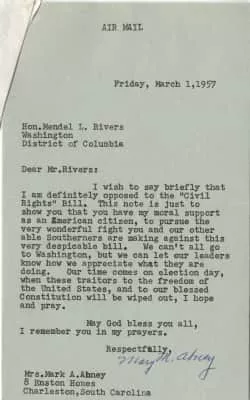 AIR MAIL
Friday, March 1,1957
Hon.Mendel L. Rivers
Washington
District of Columbia
Dear Mr.Rivers:
I wish to say briefly that
I am definitely opposed to the "Civil
Rights" Bill. This note is just to
show you that you have my moral support
as an American citizen, to pursue the
very wonderful fight you and our other
able Southerners are making against this
very despicable bill. We can't all go
to Washington, but we can let our leaders
know how we appreciate what they are
doing. Our time comes on election day,
when these traitors to the freedom of
the United States, and to our blessed
Constitution will be wiped out, I hope
and pray.
May God bless you all,
I remember you in my prayers.
Respectfully,
Mary M. Abney
Mrs.Mark A.Abney
8 Enston Homes
Charleston,South Carolina